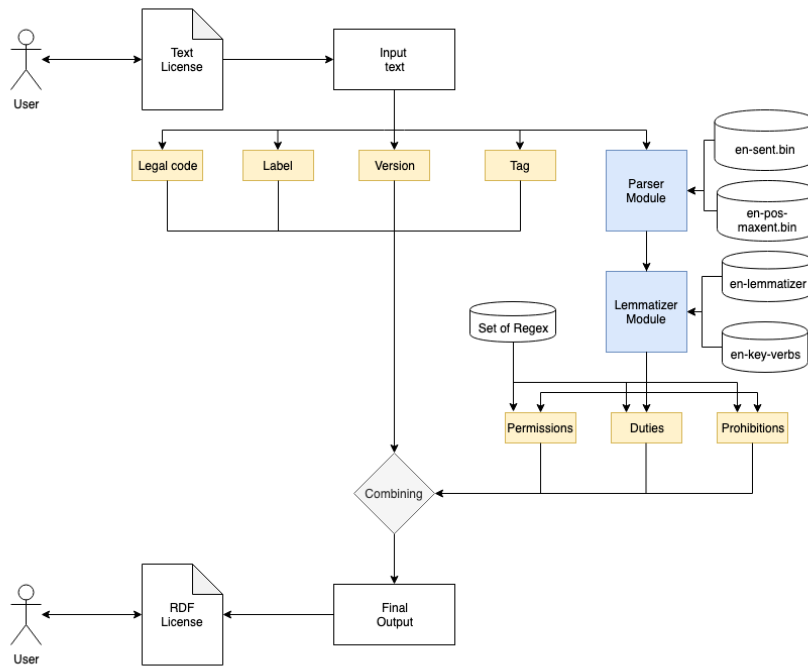 Text
License
Input
text
User
Legal code
Label
Version
Tag
Parser
Module
en-sent.bin
en-pos-
maxent.bin
Lemmatizer
Module
en-lemmatizer
en-key-verbs
Set of Regex
Permissions
Duties
Prohibitions
Combining
RDF
License
Final
Output
User